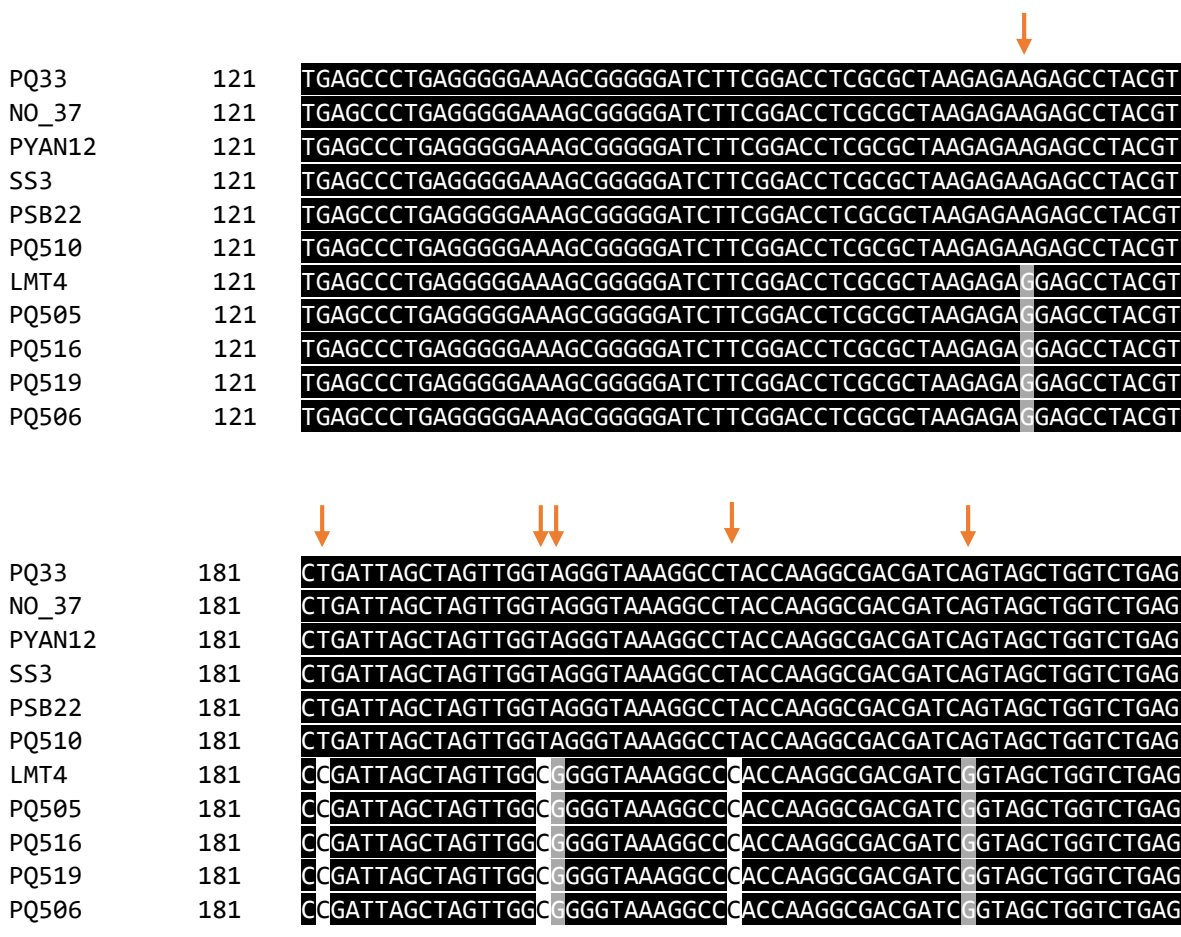 PQ33 121 TGAGCCCTGAGGGGGAAAGCGGGGGATCTTCGGACCTCGCGCTAAGAGAAGAGCCTACGT
NO_37 121 TGAGCCCTGAGGGGGAAAGCGGGGGATCTTCGGACCTCGCGCTAAGAGAAGAGCCTACGT
PYAN12 121 TGAGCCCTGAGGGGGAAAGCGGGGGATCTTCGGACCTCGCGCTAAGAGAAGAGCCTACGT
SS3 121 TGAGCCCTGAGGGGGAAAGCGGGGGATCTTCGGACCTCGCGCTAAGAGAAGAGCCTACGT
PSB22 121 TGAGCCCTGAGGGGGAAAGCGGGGGATCTTCGGACCTCGCGCTAAGAGAAGAGCCTACGT
PQ510 121 TGAGCCCTGAGGGGGAAAGCGGGGGATCTTCGGACCTCGCGCTAAGAGAAGAGCCTACGT
LMT4 121 TGAGCCCTGAGGGGGAAAGCGGGGGATCTTCGGACCTCGCGCTAAGAGAGGAGCCTACGT
PQ505 121 TGAGCCCTGAGGGGGAAAGCGGGGGATCTTCGGACCTCGCGCTAAGAGAGGAGCCTACGT
PQ516 121 TGAGCCCTGAGGGGGAAAGCGGGGGATCTTCGGACCTCGCGCTAAGAGAGGAGCCTACGT
PQ519 121 TGAGCCCTGAGGGGGAAAGCGGGGGATCTTCGGACCTCGCGCTAAGAGAGGAGCCTACGT
PQ506 121 TGAGCCCTGAGGGGGAAAGCGGGGGATCTTCGGACCTCGCGCTAAGAGAGGAGCCTACGT
PQ33 181 CTGATTAGCTAGTTGGTAGGGTAAAGGCCTACCAAGGCGACGATCAGTAGCTGGTCTGAG
NO_37 181 CTGATTAGCTAGTTGGTAGGGTAAAGGCCTACCAAGGCGACGATCAGTAGCTGGTCTGAG
PYAN12 181 CTGATTAGCTAGTTGGTAGGGTAAAGGCCTACCAAGGCGACGATCAGTAGCTGGTCTGAG
SS3 181 CTGATTAGCTAGTTGGTAGGGTAAAGGCCTACCAAGGCGACGATCAGTAGCTGGTCTGAG
PSB22 181 CTGATTAGCTAGTTGGTAGGGTAAAGGCCTACCAAGGCGACGATCAGTAGCTGGTCTGAG
PQ510 181 CTGATTAGCTAGTTGGTAGGGTAAAGGCCTACCAAGGCGACGATCAGTAGCTGGTCTGAG
LMT4 181 CCGATTAGCTAGTTGGCGGGGTAAAGGCCCACCAAGGCGACGATCGGTAGCTGGTCTGAG
PQ505 181 CCGATTAGCTAGTTGGCGGGGTAAAGGCCCACCAAGGCGACGATCGGTAGCTGGTCTGAG
PQ516 181 CCGATTAGCTAGTTGGCGGGGTAAAGGCCCACCAAGGCGACGATCGGTAGCTGGTCTGAG
PQ519 181 CCGATTAGCTAGTTGGCGGGGTAAAGGCCCACCAAGGCGACGATCGGTAGCTGGTCTGAG
PQ506 181 CCGATTAGCTAGTTGGCGGGGTAAAGGCCCACCAAGGCGACGATCGGTAGCTGGTCTGAG